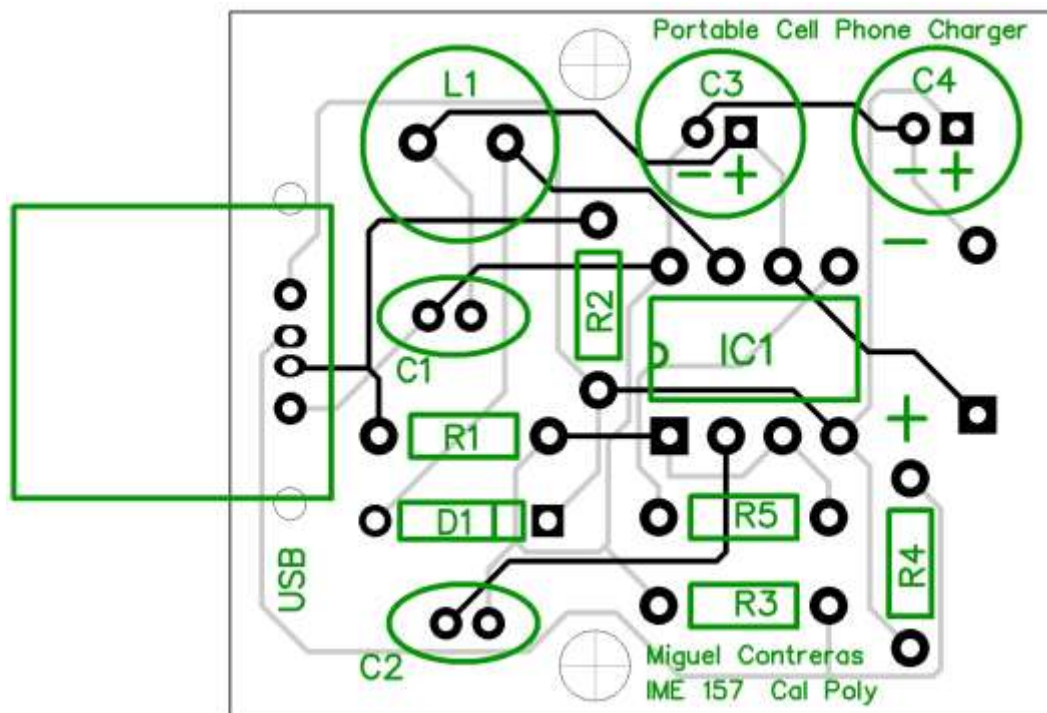 Portable Cell Phone Charger
L1
C3
C4
- +
- +
-
R2
IC1
C1
+
R1
D1
R5
R4
USB
R3
C2
Miguel Contreras
IME 157 Cal Poly